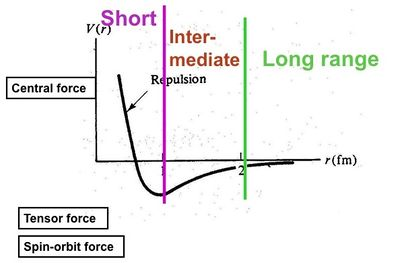 Short
V(r)
Inter-
mediate
Long range
Repulsion
Central force
1
2
r(fm)
Tensor force
Spin-orbit force